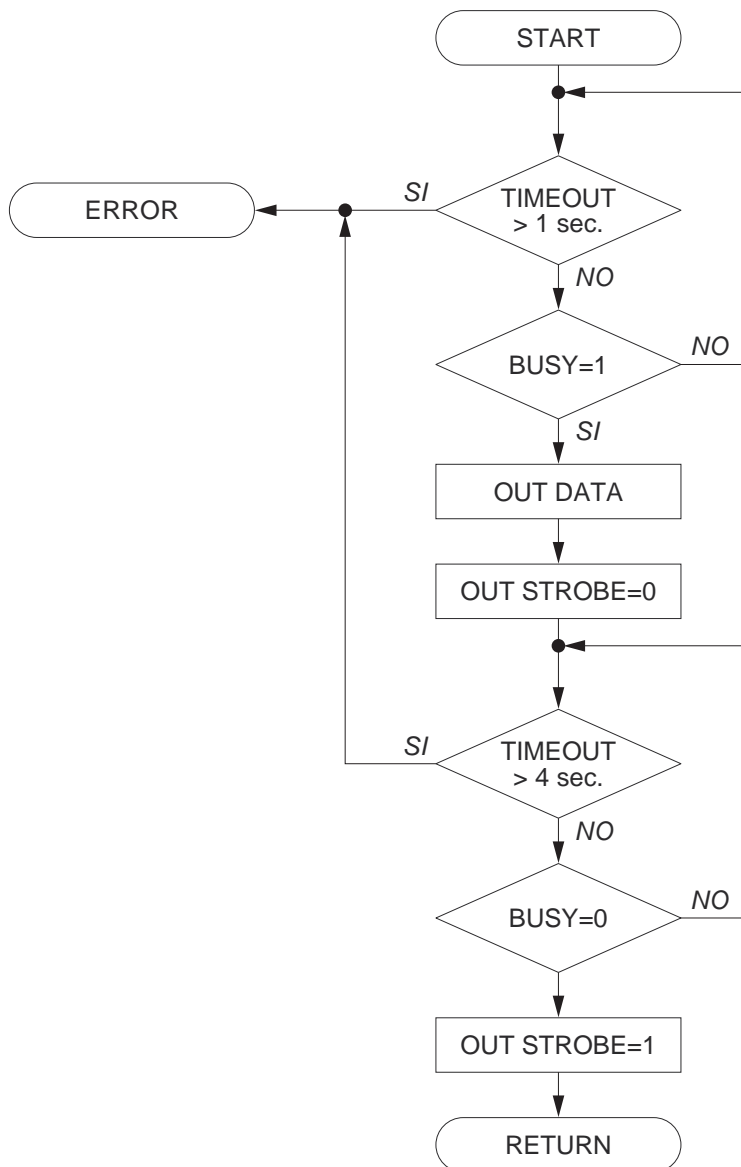 START
TIMEOUT
> 1 sec.
SI
ERROR
NO
BUSY=1
NO
SI
OUT DATA
OUT STROBE=0
TIMEOUT
> 4 sec.
SI
NO
BUSY=0
NO
OUT STROBE=1
RETURN